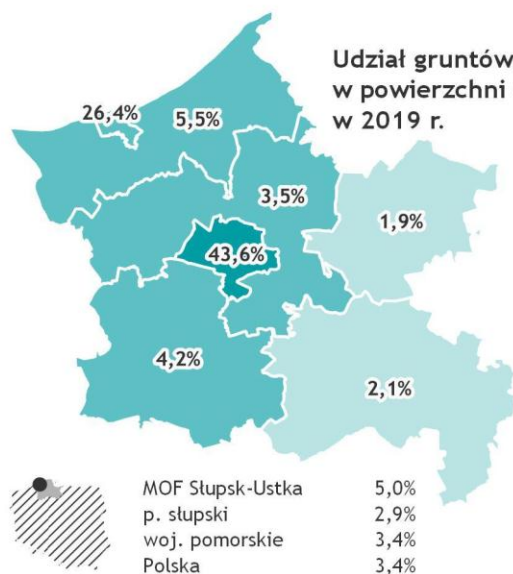 Udział gruntów
w powierzchni
w 2019 r.
26,4%
5,5%
3,5%
1,9%
43,6%
4,2%
2,1%
MOF Słupsk-Ustka 5,0%
p. słupski 2,9%
woj. pomorskie 3,4%
Polska 3,4%